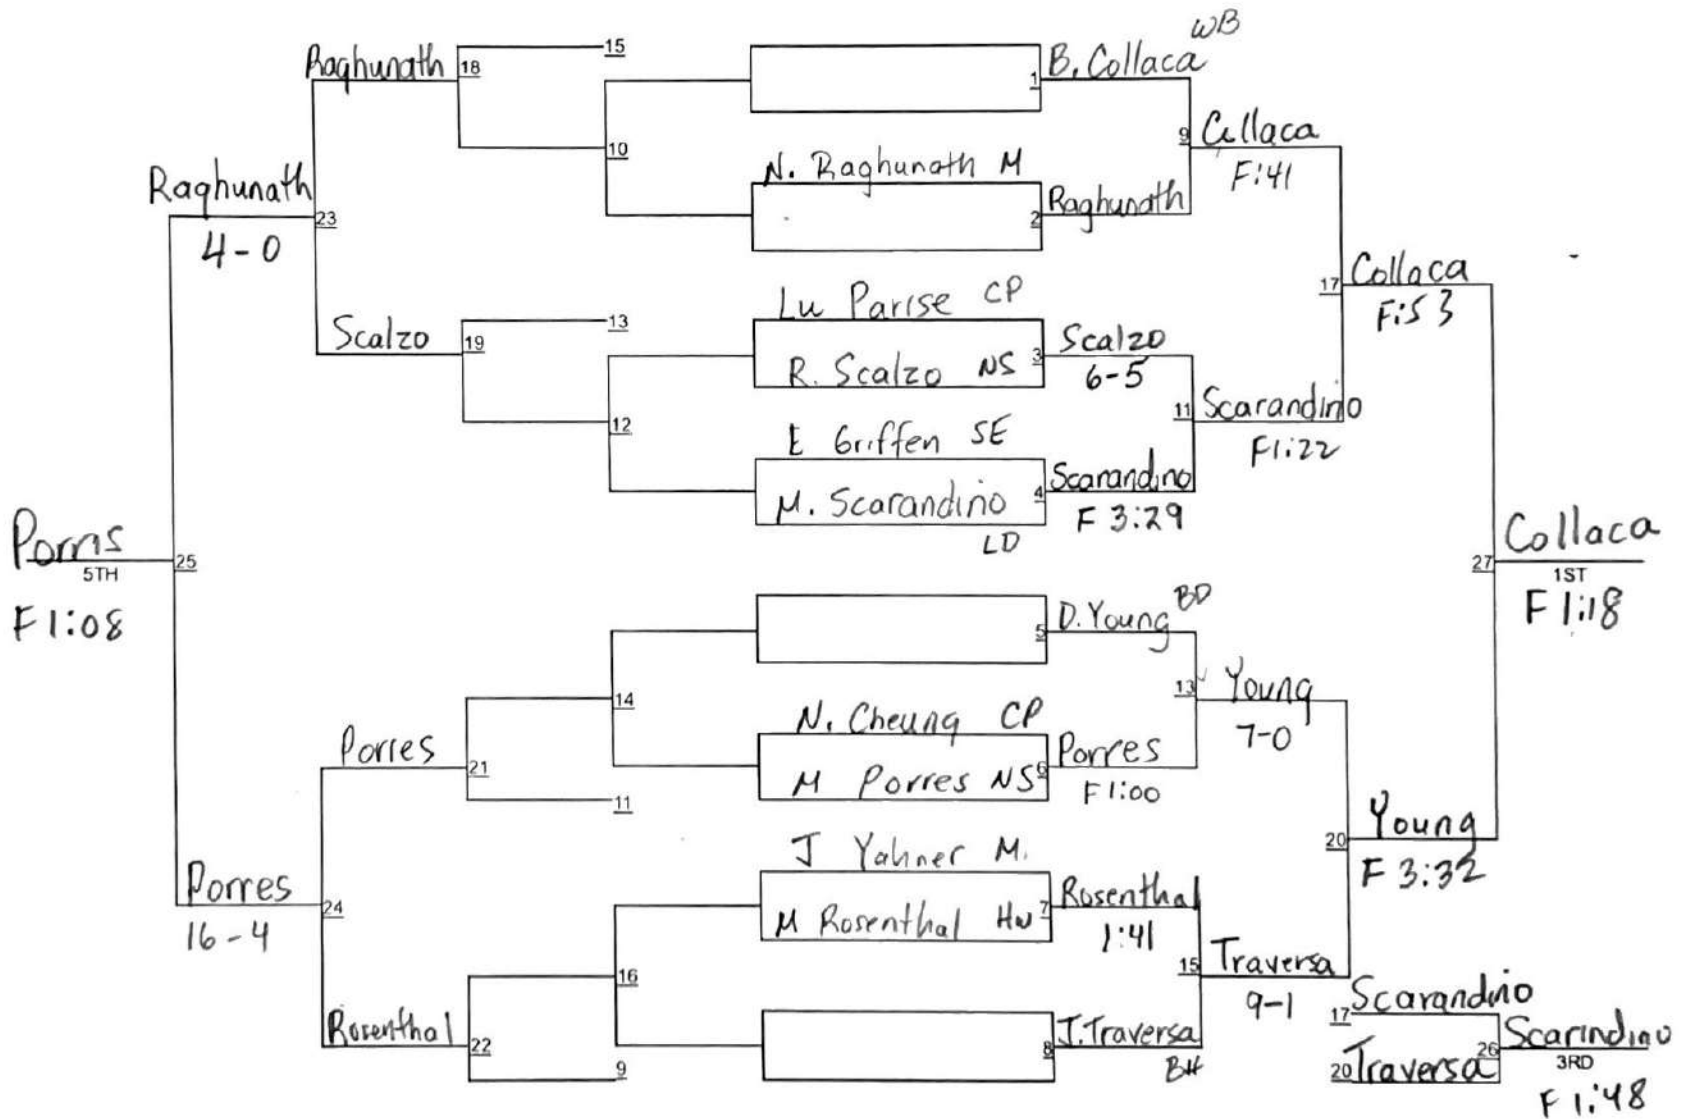 WB
Raghunath 18 15 B. Collaca
1
10 9 Collaca
F:41
N. Raghunath M
Raghunath 23 2 Raghunath
4-0
Lu Parise CP 17 Collaca
F:53
Scalzo 19 13 Scalzo
R. Scalzo NS 3 6-5
12 11 Scarandino
F1:22
E Griffen SE
Scarandino
M. Scarandino 4
LD F 3:29
Porres 25 27 Collaca
5TH 1ST
F 1:08 F 1:18
D. Young BD
5
14 13 Young
7-0
N. Cheung CP
Porres 21 Porres
M Porres NS 6 F1:00
11
J Yahner M. 20 Young
F 3:32
Porres 24 Rosenthal
16-4 M Rosenthal HW 7 1:41
16 15 Traversa
9-1
Rosenthal 22 8 J. Traversa
BH
9
17 Scarandino
26 Scarindino
3RD
20 Traversa
F 1:48